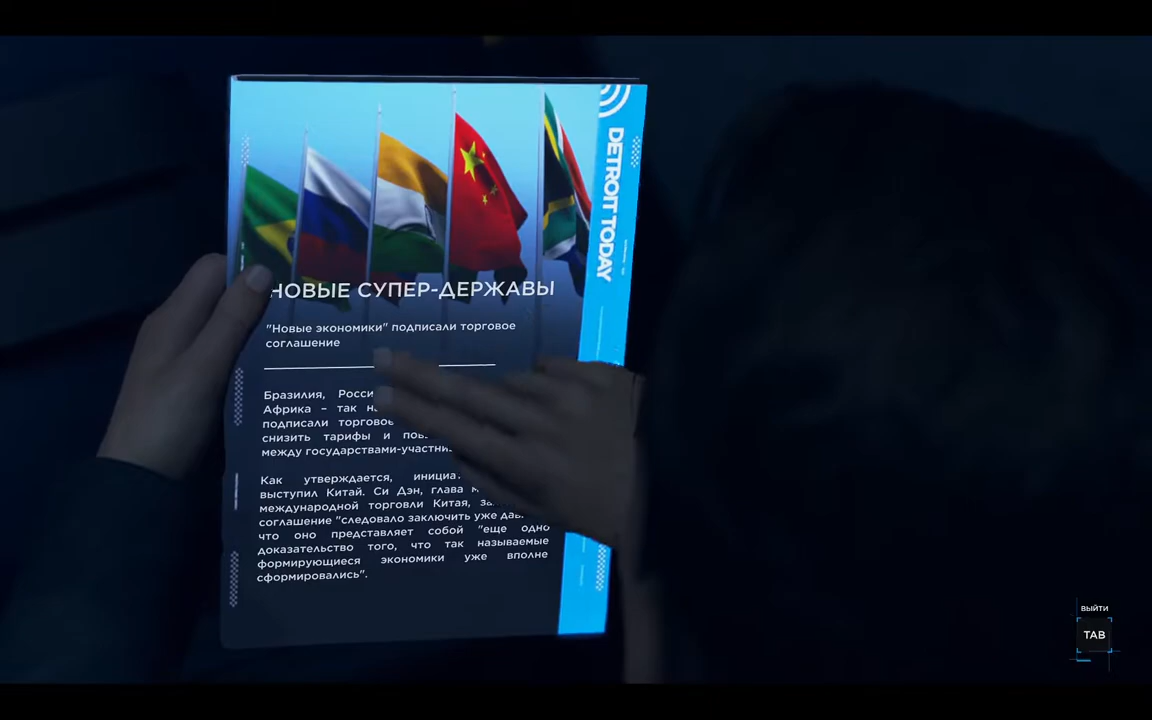 DETROIT TODAY
НОВЫЕ СУПЕР-ДЕРЖАВЫ
"Новые экономики" подписали торговое
соглашение
Бразилия,
Африка – так
подписали торговое
снизить тарифы и
между
Как утверждается,
выступил Китай. Си Дэн, глава
международной торговли Китая,
соглашение "следовало заключить уже
что оно представляет собой "еще одно
доказательство того, что так называемые
формирующиеся экономики уже вполне
сформировались".
ВЫЙТИ
TAB